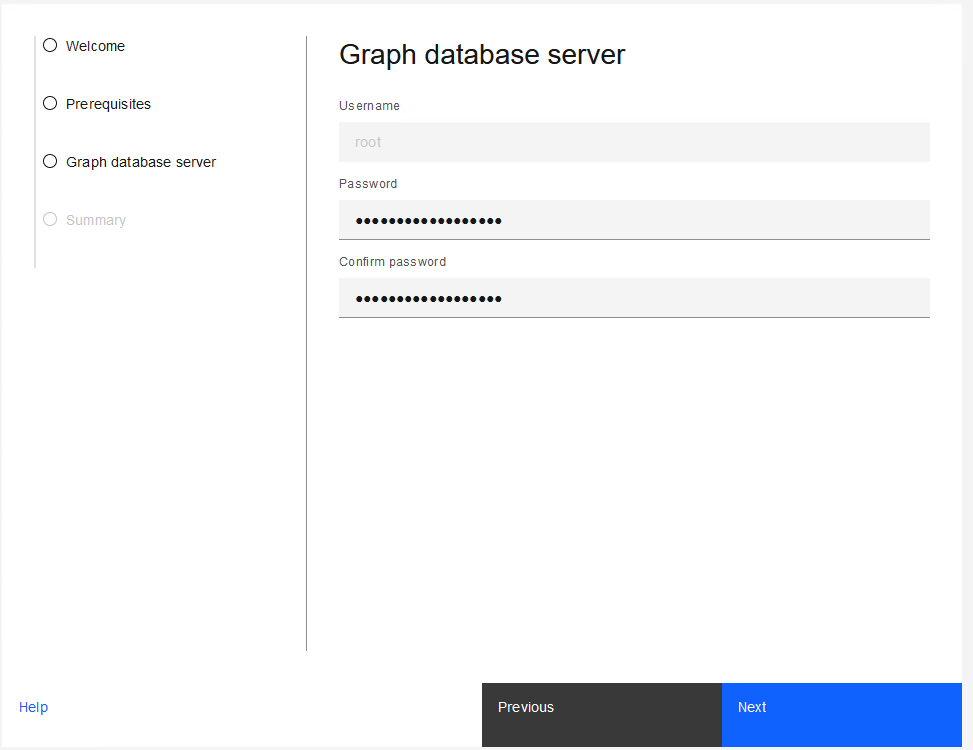 Welcome
Prerequisites
Graph database server
Summary
Graph database server
Username
root
Password
••••••••••••••••••
Confirm password
••••••••••••••••••
Help
Previous
Next